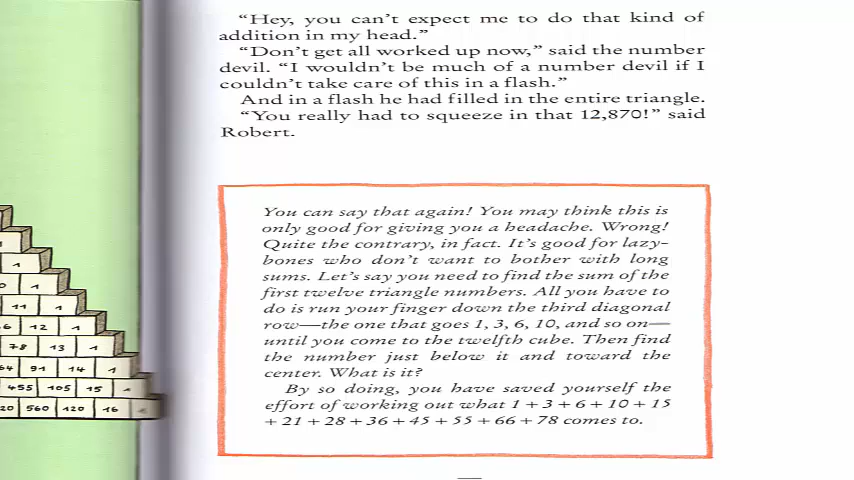 "Hey, you can't expect me to do that kind of
addition in my head."
"Don't get all worked up now," said the number
devil. "I wouldn't be much of a number devil if I
couldn't take care of this in a flash."
And in a flash he had filled in the entire triangle.
"You really had to squeeze in that 12,870!" said
Robert.
You can say that again! You may think this is
only good for giving you a headache. Wrong!
Quite the contrary, in fact. It's good for lazy-
bones who don't want to bother with long
sums. Let's say you need to find the sum of the
first twelve triangle numbers. All you have to
do is run your finger down the third diagonal
row—the one that goes 1, 3, 6, 10, and so on—
until you come to the twelfth cube. Then find
the number just below it and toward the
center. What is it?
By so doing, you have saved yourself the
effort of working out what 1 + 3 + 6 + 10 + 15
+ 21 + 28 + 36 + 45 + 55 + 66 + 78 comes to.
1
1
11 1
12 1
78 13 1
91 14 1
455 105 15 1
560 120 16